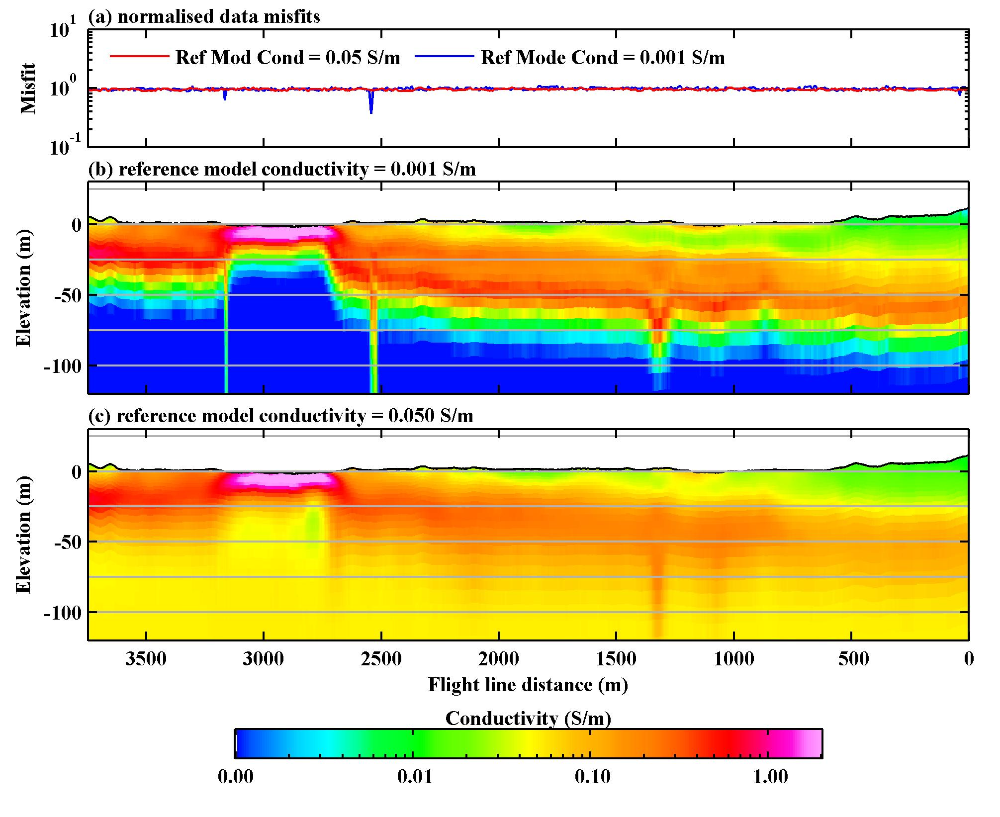 (a) normalised data misfits
10^1
10^0
10^-1
Misfit
Ref Mod Cond = 0.05 S/m
Ref Mode Cond = 0.001 S/m
(b) reference model conductivity = 0.001 S/m
0
-50
-100
Elevation (m)
(c) reference model conductivity = 0.050 S/m
0
-50
-100
Elevation (m)
3500 3000 2500 2000 1500 1000 500 0
Flight line distance (m)
Conductivity (S/m)
0.00 0.01 0.10 1.00